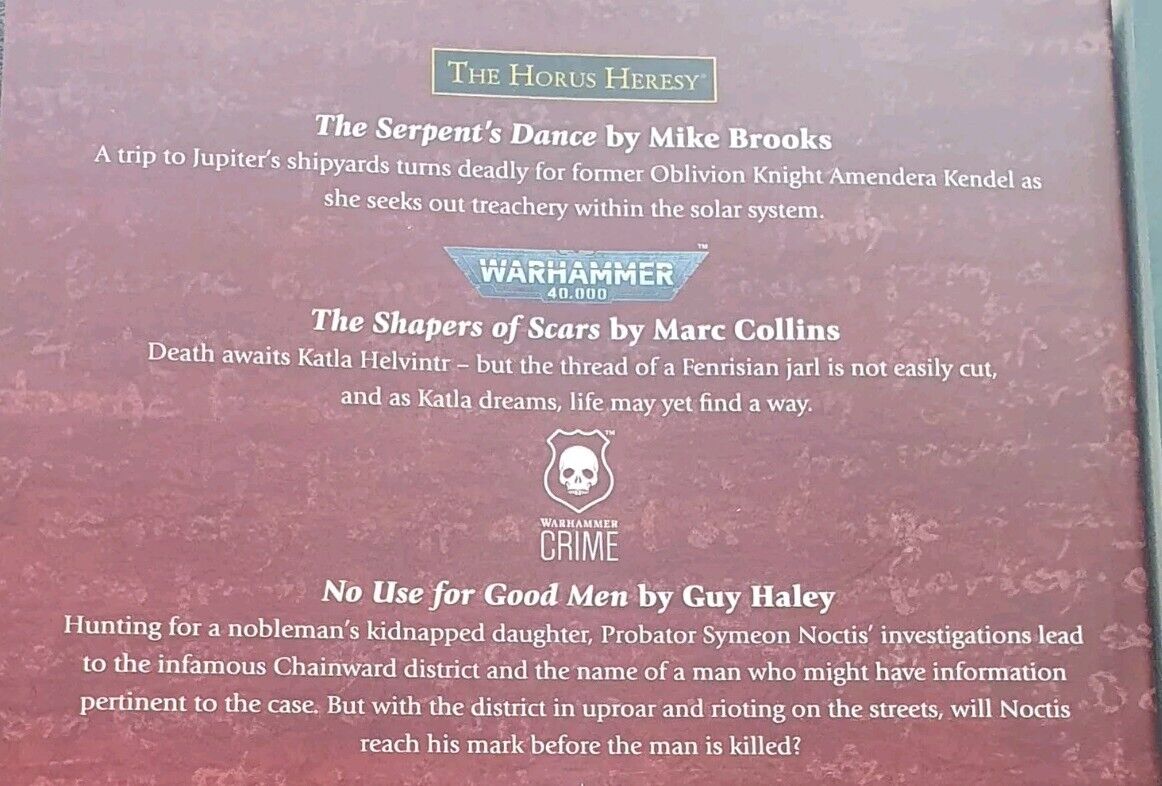 THE HORUS HERESY
The Serpent's Dance by Mike Brooks
A trip to Jupiter's shipyards turns deadly for former Oblivion Knight Amendera Kendel as
she seeks out treachery within the solar system.
WARHAMMER™
40,000
The Shapers of Scars by Marc Collins
Death awaits Katla Helvintr – but the thread of a Fenrisian jarl is not easily cut,
and as Katla dreams, life may yet find a way.
™
WARHAMMER
CRIME
No Use for Good Men by Guy Haley
Hunting for a nobleman's kidnapped daughter, Probator Symeon Noctis' investigations lead
to the infamous Chainward district and the name of a man who might have information
pertinent to the case. But with the district in uproar and rioting on the streets, will Noctis
reach his mark before the man is killed?